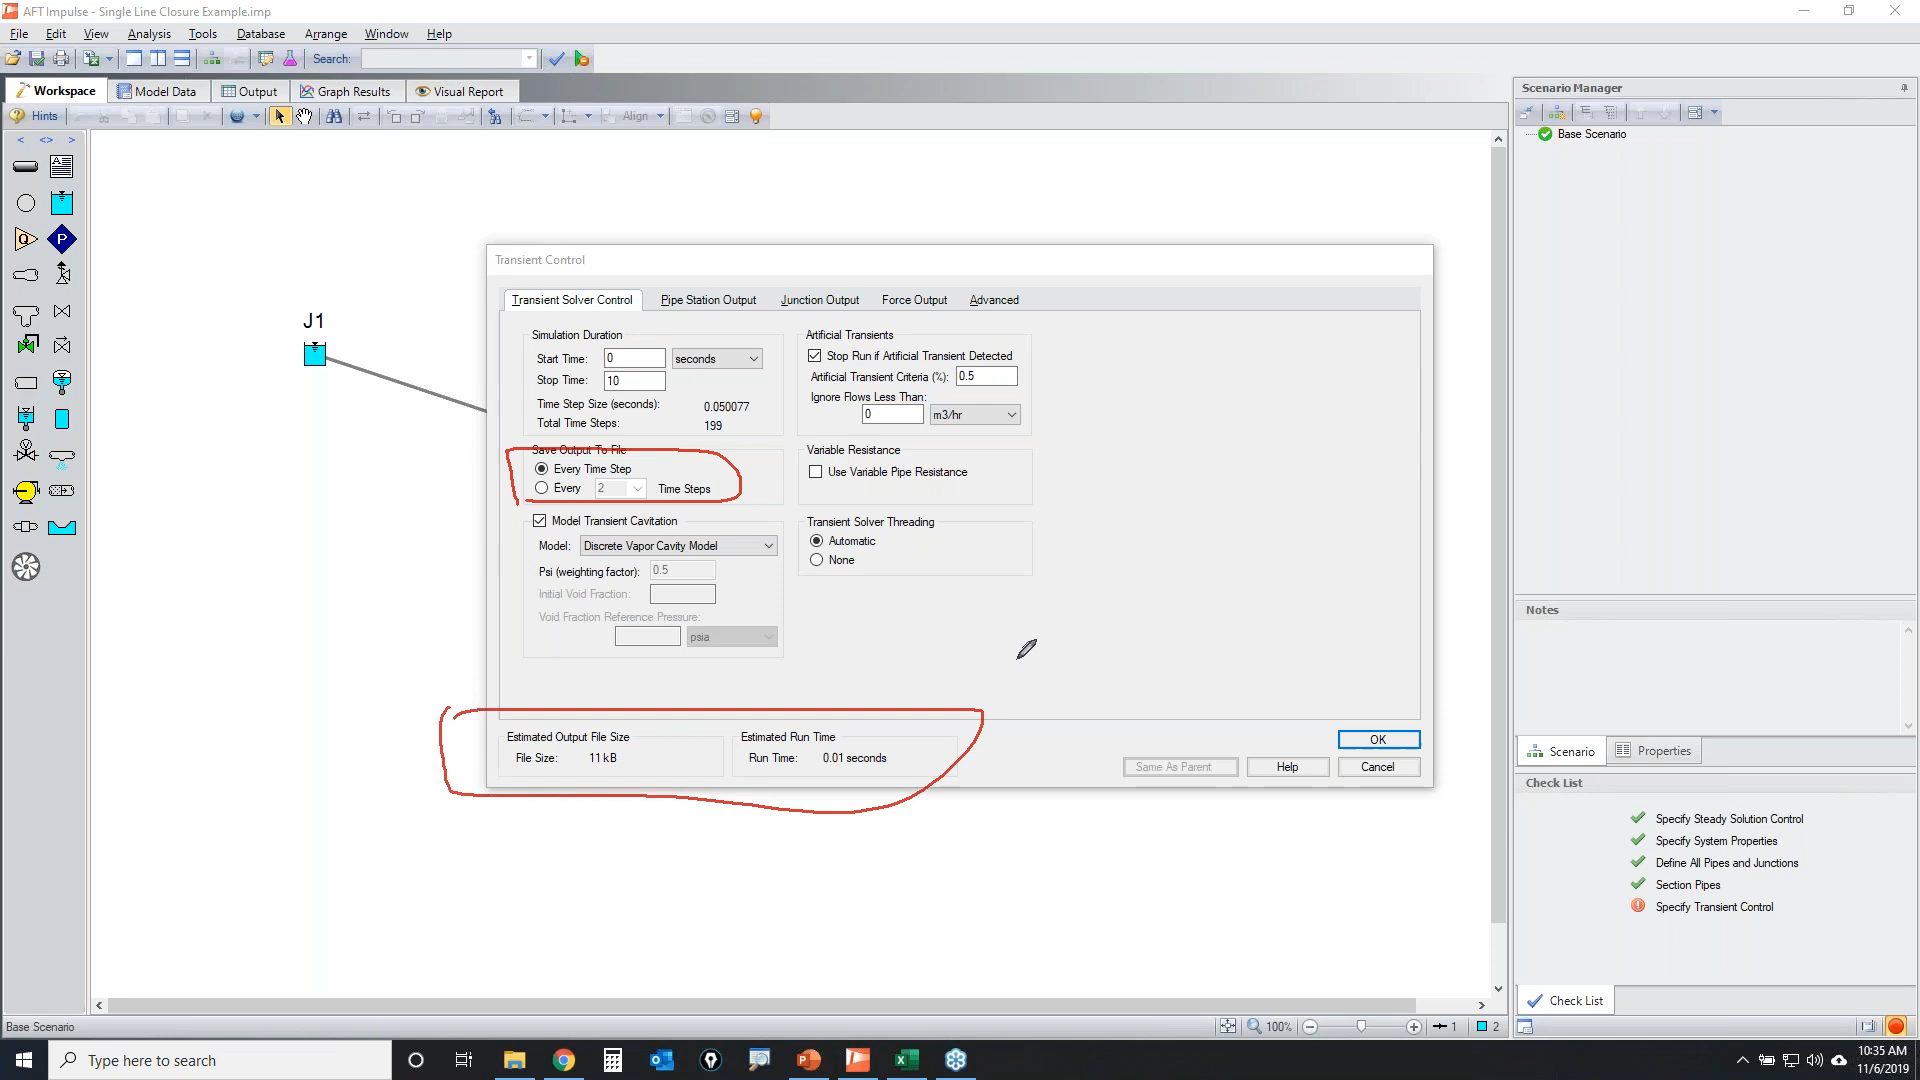 AFT Impulse - Single Line Closure Example.imp
File Edit View Analysis Tools Database Arrange Window Help
Search:
Workspace Model Data Output Graph Results Visual Report
Hints Align
Scenario Manager
Base Scenario
J1
Transient Control
Transient Solver Control Pipe Station Output Junction Output Force Output Advanced
Simulation Duration
Start Time: 0 seconds
Stop Time: 10
Time Step Size (seconds): 0.050077
Total Time Steps: 199
Save Output To File
Every Time Step
Every 2 Time Steps
Model Transient Cavitation
Model: Discrete Vapor Cavity Model
Psi (weighting factor): 0.5
Initial Void Fraction:
Void Fraction Reference Pressure:
psia
Artificial Transients
Stop Run if Artificial Transient Detected
Artificial Transient Criteria (%): 0.5
Ignore Flows Less Than:
0 m3/hr
Variable Resistance
Use Variable Pipe Resistance
Transient Solver Threading
Automatic
None
Estimated Output File Size
File Size: 11 kB
Estimated Run Time
Run Time: 0.01 seconds
OK
Same As Parent Help Cancel
Notes
Scenario Properties
Check List
Specify Steady Solution Control
Specify System Properties
Define All Pipes and Junctions
Section Pipes
Specify Transient Control
Check List
Base Scenario
100% 1 2
Type here to search
10:35 AM
11/6/2019